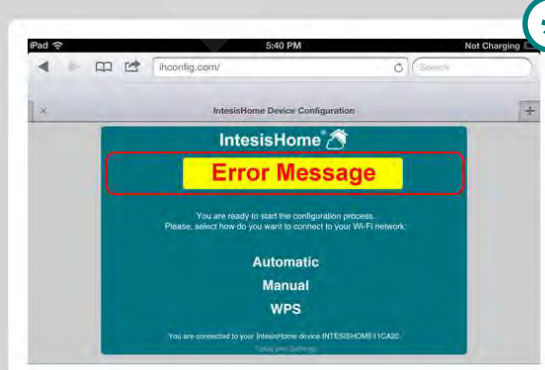 iPad 5:40 PM Not Charging
ihconfig.com/ Search
IntesisHome Device Configuration
IntesisHome
Error Message
You are ready to start the configuration process.
Please, select how do you want to connect to your Wi-Fi network:
Automatic
Manual
WPS
You are connected to your IntesisHome device INTESISHOME11CA20.